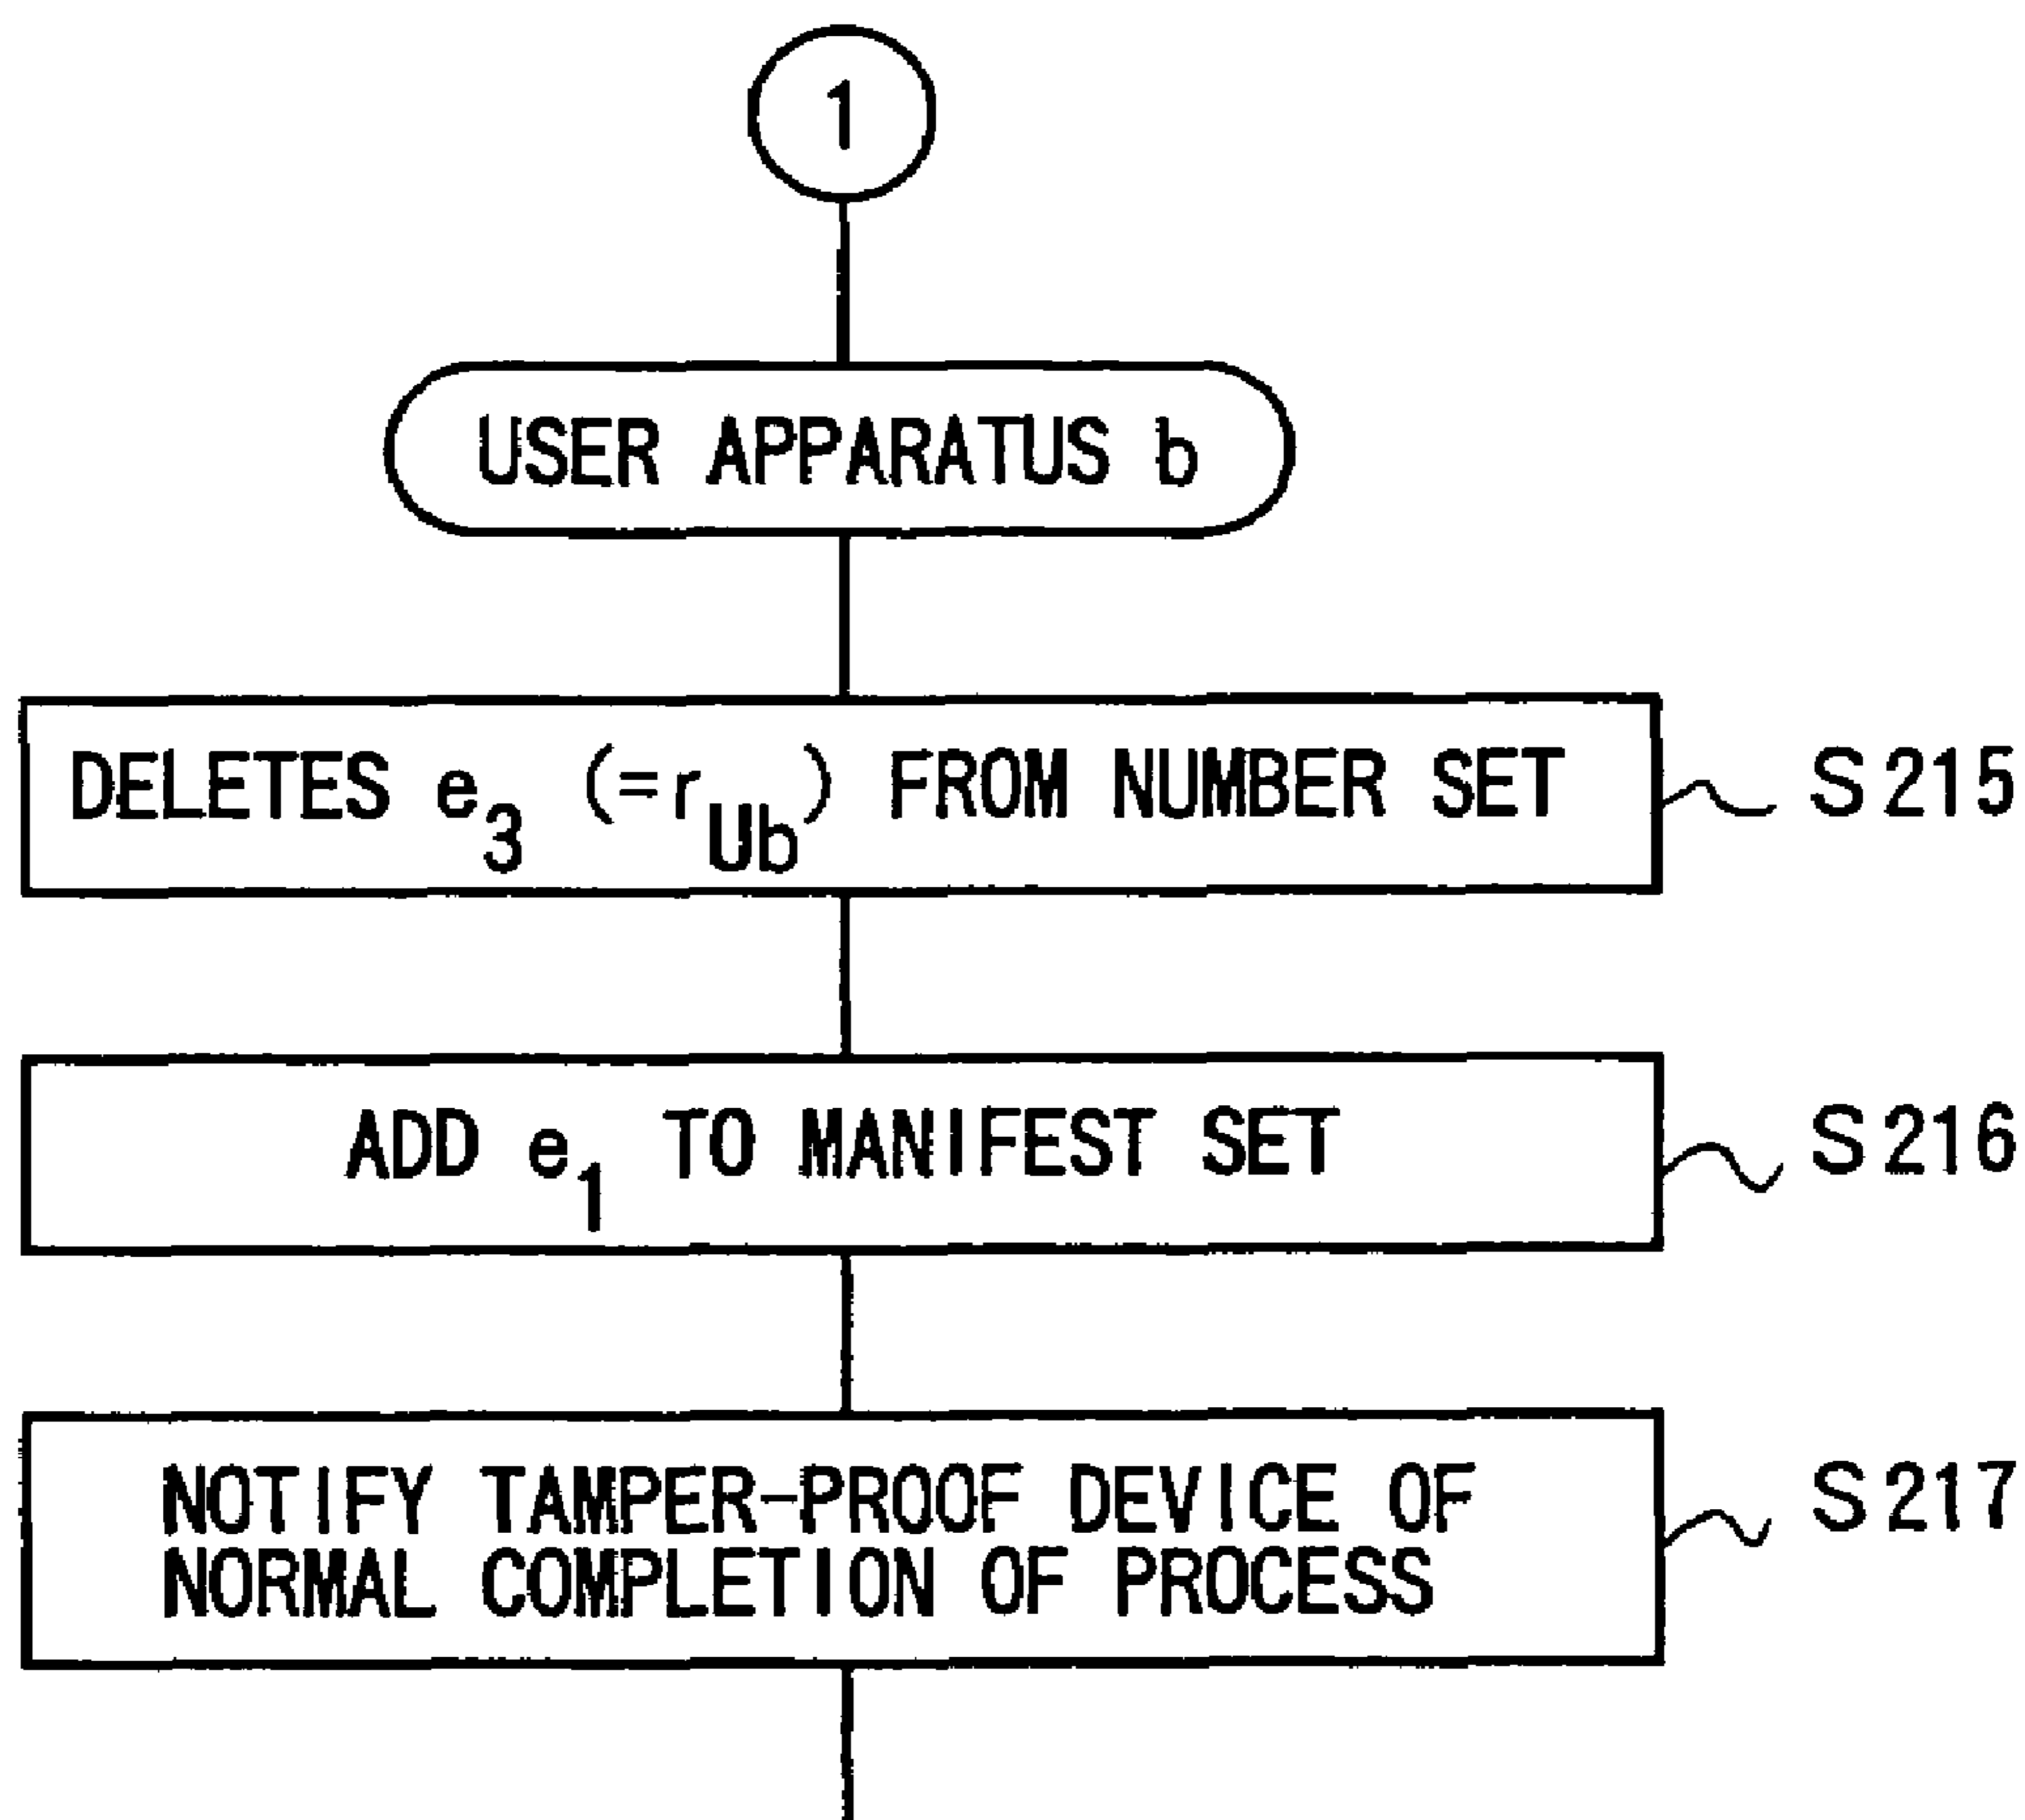 1
USER APPARATUS b
DELETES e₃ (=r_Ub) FROM NUMBER SET
S215
ADD e₁ TO MANIFEST SET
S216
NOTIFY TAMPER-PROOF DEVICE OF
NORMAL COMPLETION OF PROCESS
S217